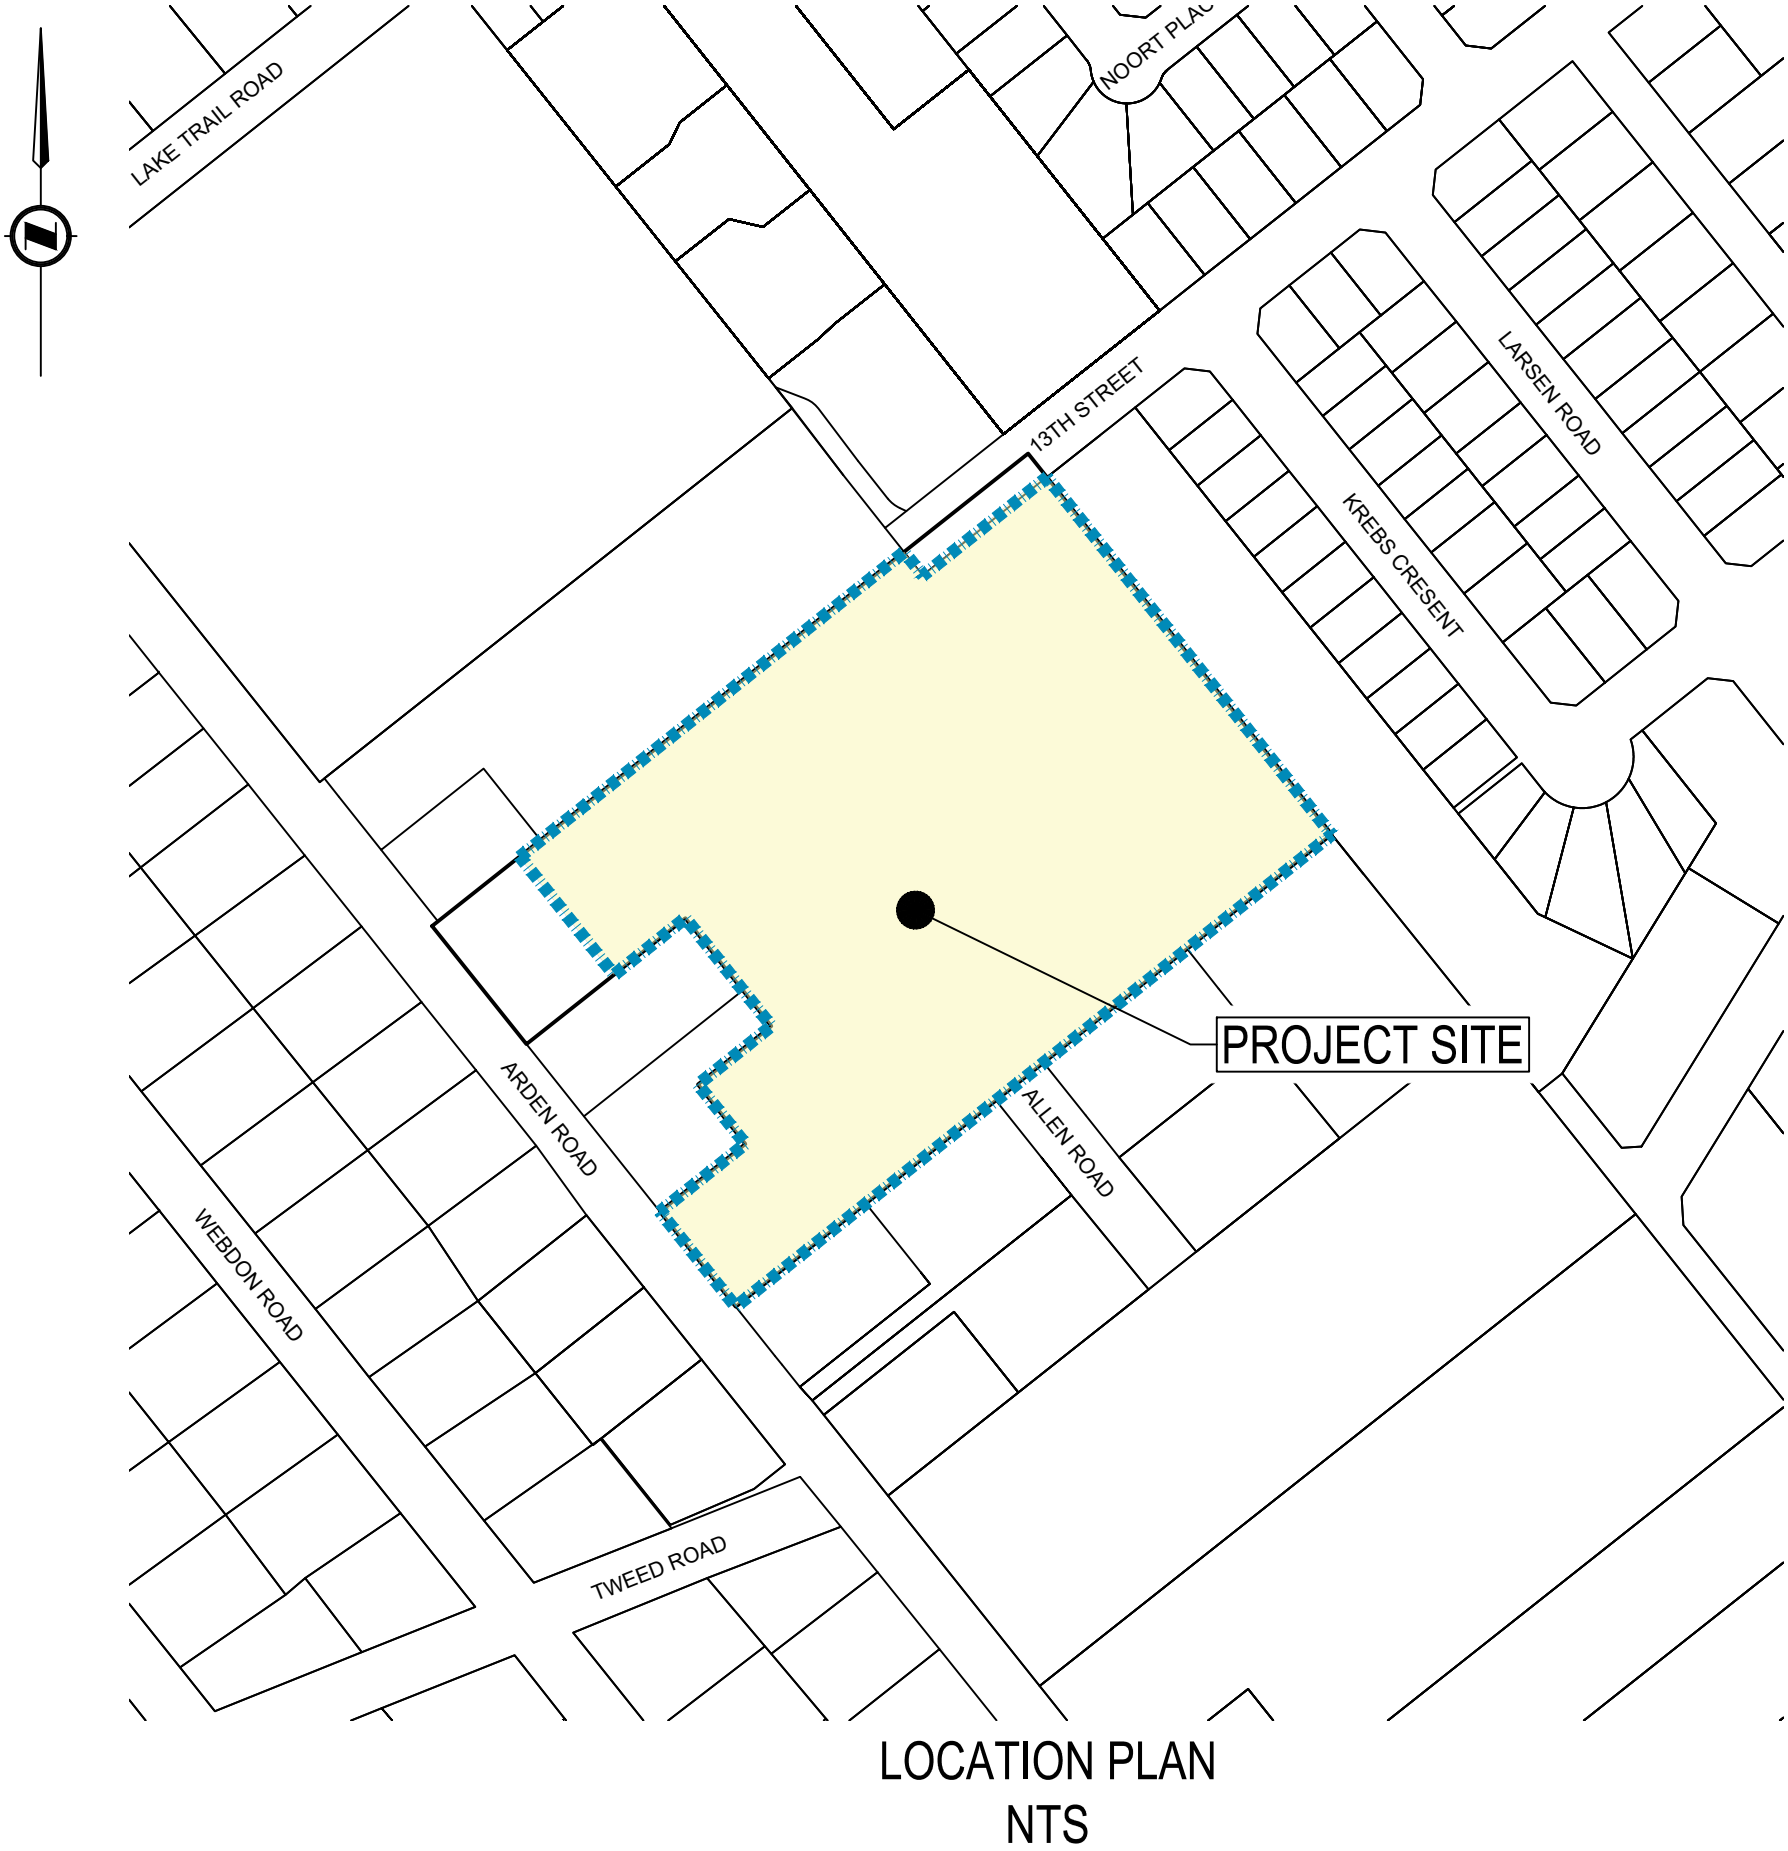 NOORT PLAC
LAKE TRAIL ROAD
N
13TH STREET
LARSEN ROAD
KREBS CRESENT
PROJECT SITE
ARDEN ROAD
ALLEN ROAD
WEBDON ROAD
TWEED ROAD
LOCATION PLAN
NTS